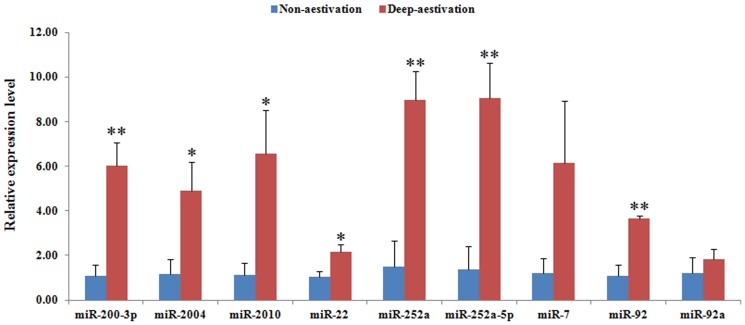 Non-aestivation Deep-aestivation
Relative expression level
12.00
10.00
8.00
6.00
4.00
2.00
0.00
** * * * ** ** **
miR-200-3p miR-2004 miR-2010 miR-22 miR-252a miR-252a-5p miR-7 miR-92 miR-92a